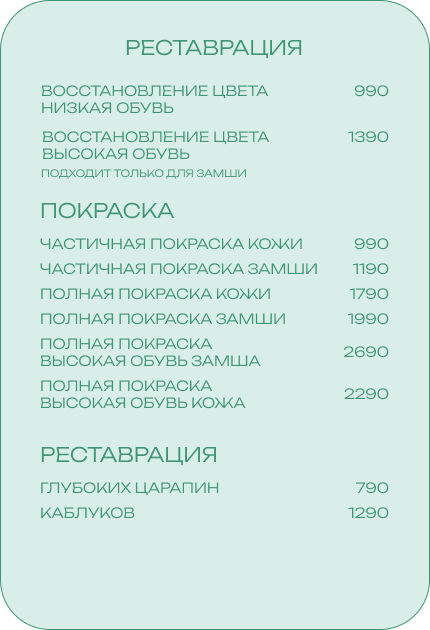 РЕСТАВРАЦИЯ
ВОССТАНОВЛЕНИЕ ЦВЕТА 990
НИЗКАЯ ОБУВЬ
ВОССТАНОВЛЕНИЕ ЦВЕТА 1390
ВЫСОКАЯ ОБУВЬ
ПОДХОДИТ ТОЛЬКО ДЛЯ ЗАМШИ
ПОКРАСКА
ЧАСТИЧНАЯ ПОКРАСКА КОЖИ 990
ЧАСТИЧНАЯ ПОКРАСКА ЗАМШИ 1190
ПОЛНАЯ ПОКРАСКА КОЖИ 1790
ПОЛНАЯ ПОКРАСКА ЗАМШИ 1990
ПОЛНАЯ ПОКРАСКА
ВЫСОКАЯ ОБУВЬ ЗАМША 2690
ПОЛНАЯ ПОКРАСКА
ВЫСОКАЯ ОБУВЬ КОЖА 2290
РЕСТАВРАЦИЯ
ГЛУБОКИХ ЦАРАПИН 790
КАБЛУКОВ 1290